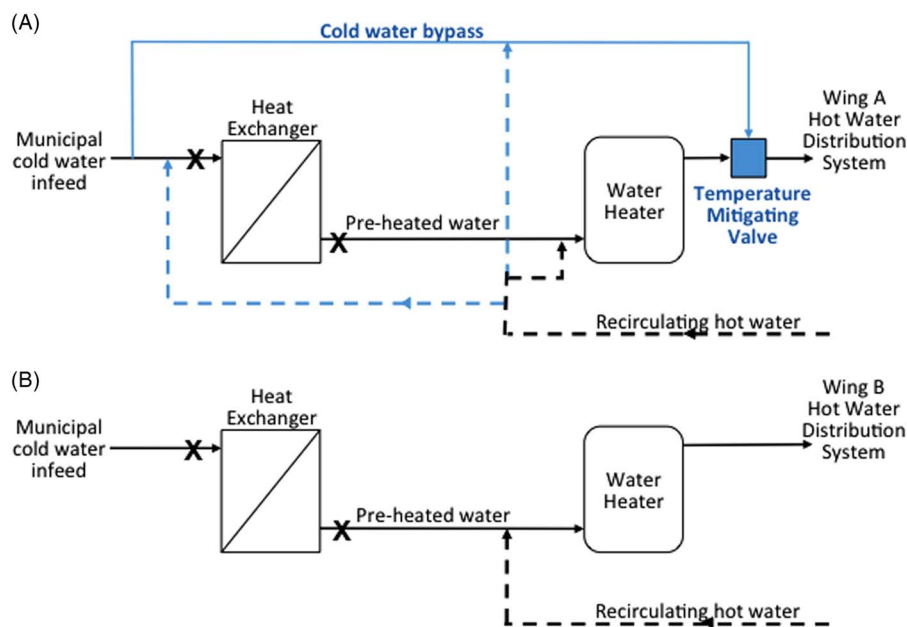 (A)
Cold water bypass
Heat
Exchanger
Municipal
cold water
infeed
X
Pre-heated water
X
Water
Heater
Wing A
Hot Water
Distribution
System
Temperature
Mitigating
Valve
Recirculating hot water
(B)
Heat
Exchanger
Municipal
cold water
infeed
X
Pre-heated water
X
Water
Heater
Wing B
Hot Water
Distribution
System
Recirculating hot water